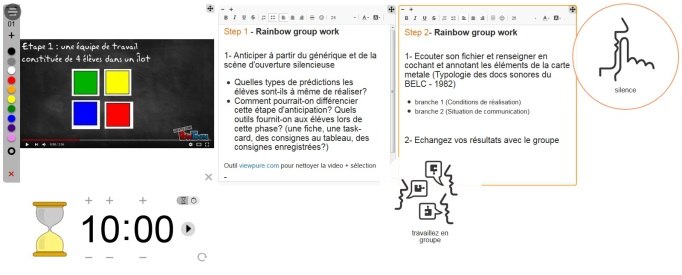 01
Etape 1 : une équipe de travail
constituée de 4 élèves dans un îlot
10:00
Step 1 - Rainbow group work
1- Anticiper à partir du générique et de la
scène d'ouverture silencieuse
Quelles types de prédictions les
élèves sont-ils à même de réaliser?
Comment pourrait-on différencier
cette étape d'anticipation? Quels
outils fournit-on aux élèves lors de
cette phase? (une fiche, une task-
card, des consignes au tableau, des
consignes enregistrées?)
Outil viewpure.com pour nettoyer la video + sélection
Step 2- Rainbow group work
1- Ecouter son fichier et renseigner en
cochant et annotant les éléments de la carte
metale (Typologie des docs sonores du
BELC - 1982)
branche 1 (Conditions de réalisation)
branche 2 (Situation de communication)
2- Echangez vos résultats avec le groupe
travaillez en
groupe
silence